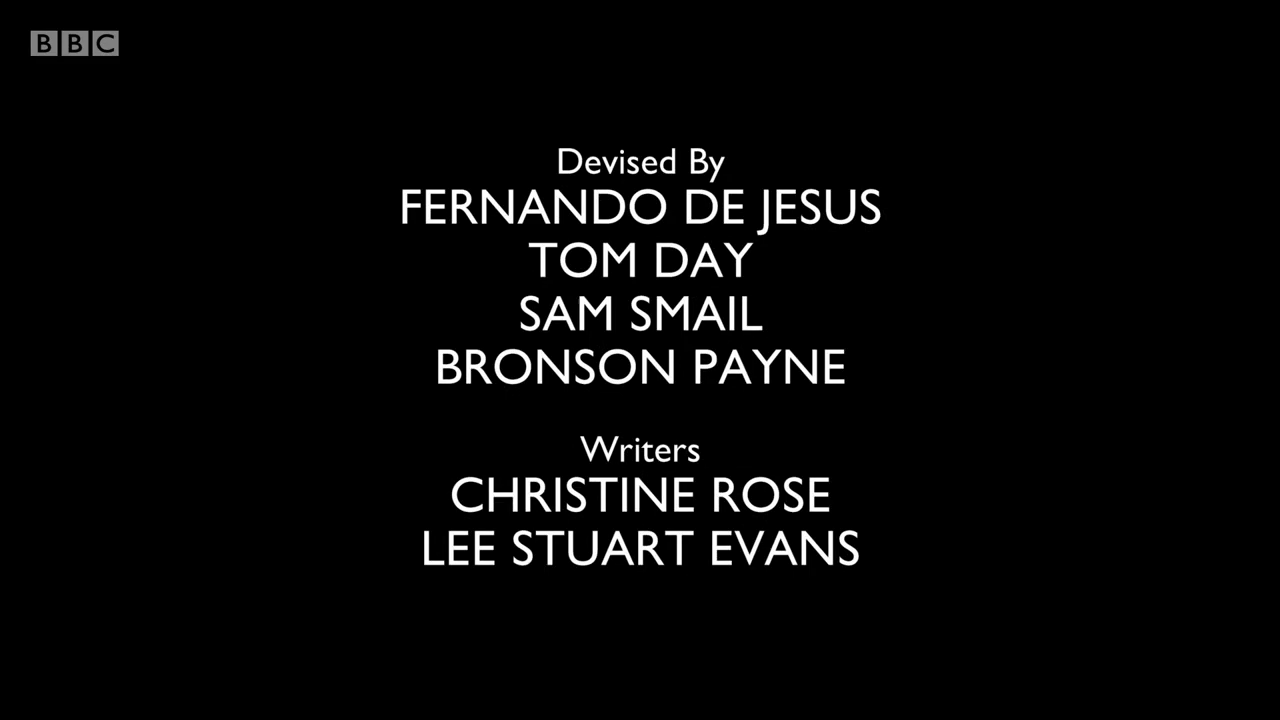 BBC
Devised By
FERNANDO DE JESUS
TOM DAY
SAM SMAIL
BRONSON PAYNE
Writers
CHRISTINE ROSE
LEE STUART EVANS